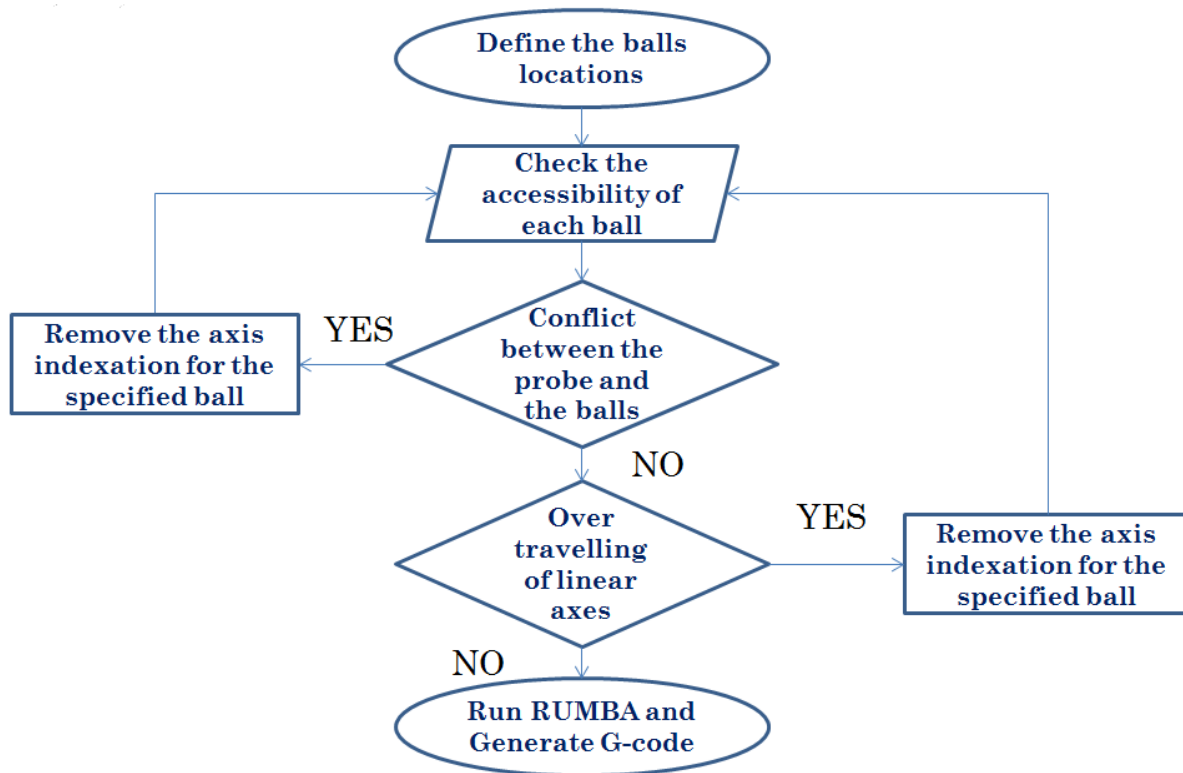 Define the balls
locations
Check the
accessibility of
each ball
Conflict
between the
probe and
the balls
YES
Remove the axis
indexation for the
specified ball
NO
Over
travelling
of linear
axes
YES
Remove the axis
indexation for the
specified ball
NO
Run RUMBA and
Generate G-code